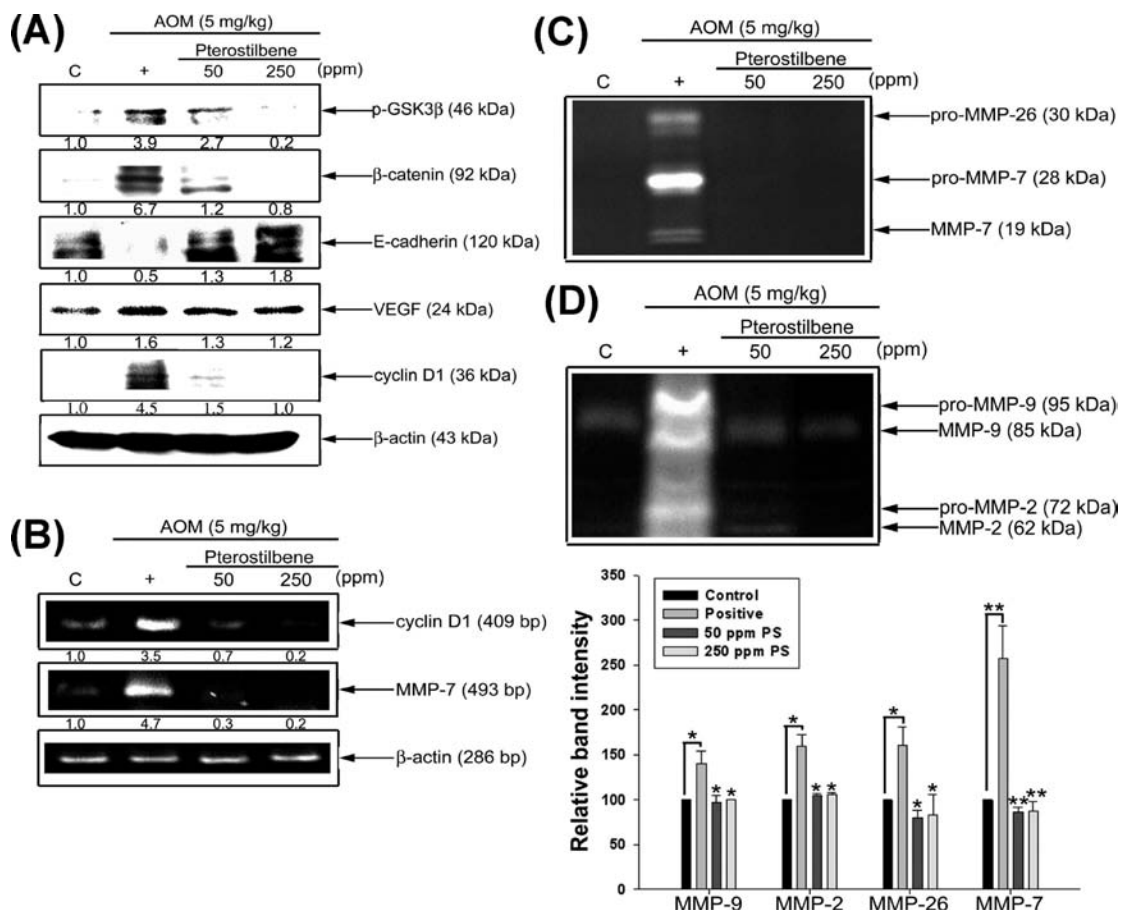 (A)
AOM (5 mg/kg)
Pterostilbene
C + 50 250 (ppm)
p-GSK3β (46 kDa)
1.0 3.9 2.7 0.2
β-catenin (92 kDa)
1.0 6.7 1.2 0.8
E-cadherin (120 kDa)
1.0 0.5 1.3 1.8
VEGF (24 kDa)
1.0 1.6 1.3 1.2
cyclin D1 (36 kDa)
1.0 4.5 1.5 1.0
β-actin (43 kDa)
(B)
AOM (5 mg/kg)
Pterostilbene
C + 50 250 (ppm)
cyclin D1 (409 bp)
1.0 3.5 0.7 0.2
MMP-7 (493 bp)
1.0 4.7 0.3 0.2
β-actin (286 bp)
(C)
AOM (5 mg/kg)
Pterostilbene
C + 50 250 (ppm)
pro-MMP-26 (30 kDa)
pro-MMP-7 (28 kDa)
MMP-7 (19 kDa)
(D)
AOM (5 mg/kg)
Pterostilbene
C + 50 250 (ppm)
pro-MMP-9 (95 kDa)
MMP-9 (85 kDa)
pro-MMP-2 (72 kDa)
MMP-2 (62 kDa)
Relative band intensity
350
300
250
200
150
100
50
0
Control
Positive
50 ppm PS
250 ppm PS
* * * **
* * * * * * ** **
MMP-9 MMP-2 MMP-26 MMP-7